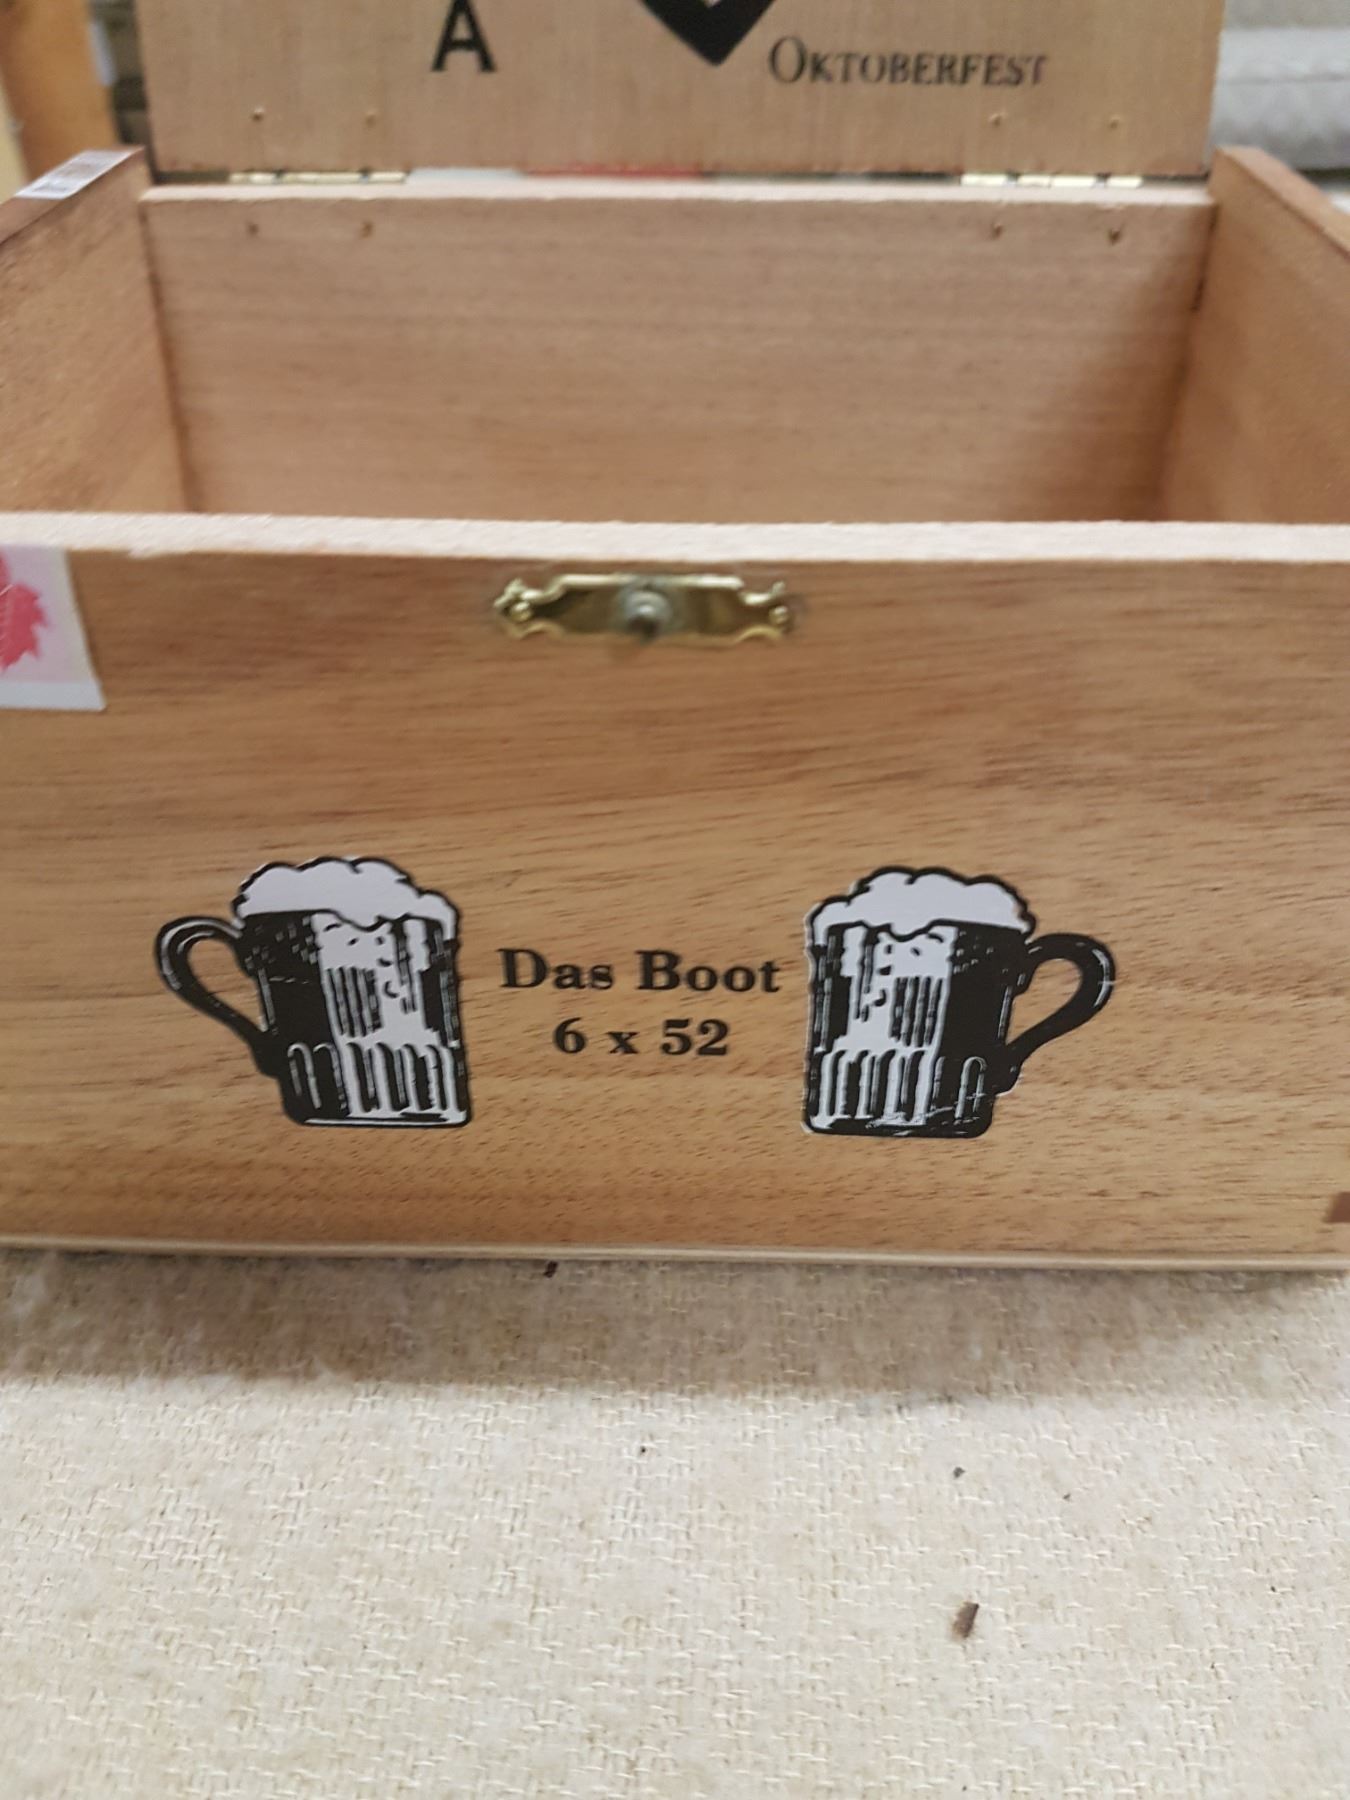 A
OKTOBERFEST
Das Boot
6 x 52